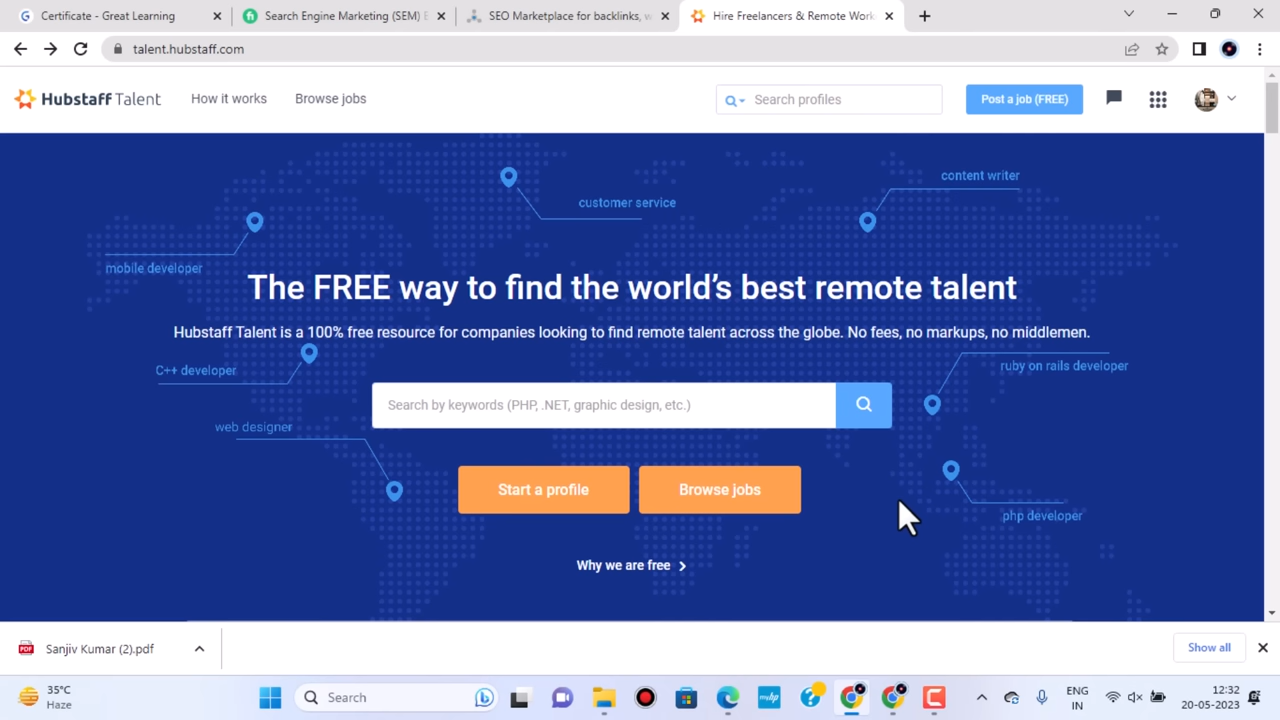 Certificate - Great Learning
Search Engine Marketing (SEM)
SEO Marketplace for backlinks,
Hire Freelancers & Remote Work
talent.hubstaff.com
Hubstaff Talent
How it works
Browse jobs
Search profiles
Post a job (FREE)
content writer
customer service
mobile developer
The FREE way to find the world's best remote talent
Hubstaff Talent is a 100% free resource for companies looking to find remote talent across the globe. No fees, no markups, no middlemen.
C++ developer
ruby on rails developer
Search by keywords (PHP, .NET, graphic design, etc.)
web designer
Start a profile
Browse jobs
php developer
Why we are free
PDF
Sanjiv Kumar (2).pdf
Show all
35°C
Haze
Search
myhp
ENG
IN
12:32
20-05-2023